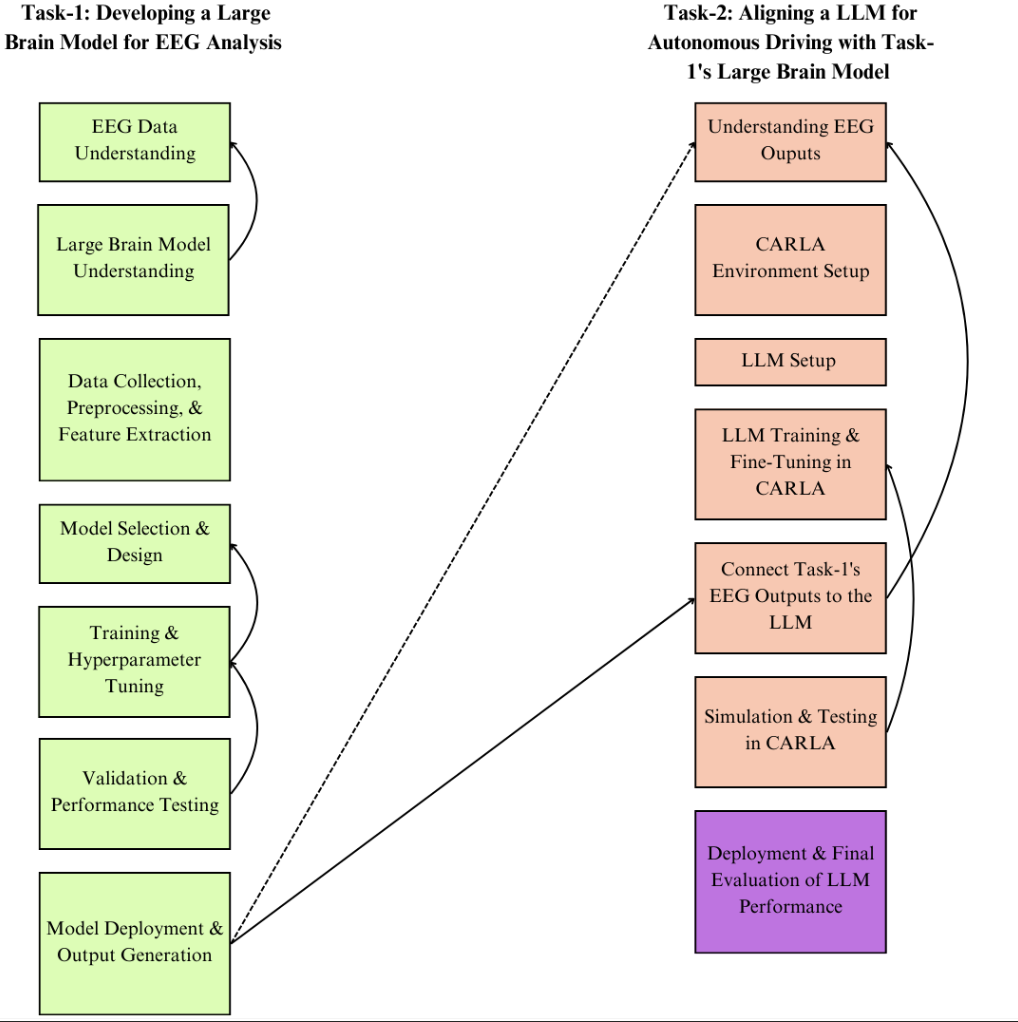 Task-1: Developing a Large
Brain Model for EEG Analysis
EEG Data
Understanding
Large Brain Model
Understanding
Data Collection,
Preprocessing, &
Feature Extraction
Model Selection &
Design
Training &
Hyperparameter
Tuning
Validation &
Performance Testing
Model Deployment &
Output Generation
Task-2: Aligning a LLM for
Autonomous Driving with Task-
1's Large Brain Model
Understanding EEG
Ouputs
CARLA
Environment Setup
LLM Setup
LLM Training &
Fine-Tuning in
CARLA
Connect Task-1's
EEG Outputs to the
LLM
Simulation & Testing
in CARLA
Deployment & Final
Evaluation of LLM
Performance